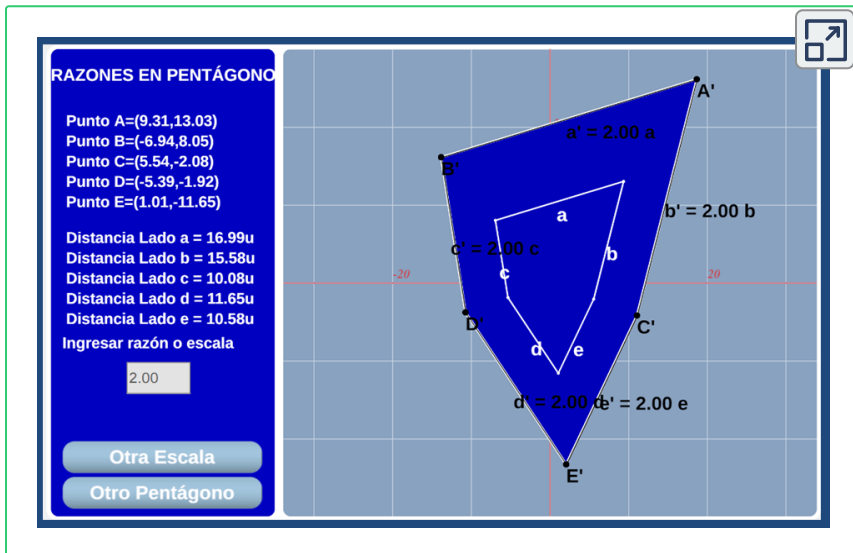 RAZONES EN PENTÁGONO
Punto A=(9.31,13.03)
Punto B=(-6.94,8.05)
Punto C=(5.54,-2.08)
Punto D=(-5.39,-1.92)
Punto E=(1.01,-11.65)
Distancia Lado a = 16.99u
Distancia Lado b = 15.58u
Distancia Lado c = 10.08u
Distancia Lado d = 11.65u
Distancia Lado e = 10.58u
Ingresar razón o escala
2.00
Otra Escala
Otro Pentágono
A'
a' = 2.00 a
B'
b' = 2.00 b
a
c' = 2.00 c
b
c
-20
20
D'
C'
d
e
d' = 2.00 d
e' = 2.00 e
E'